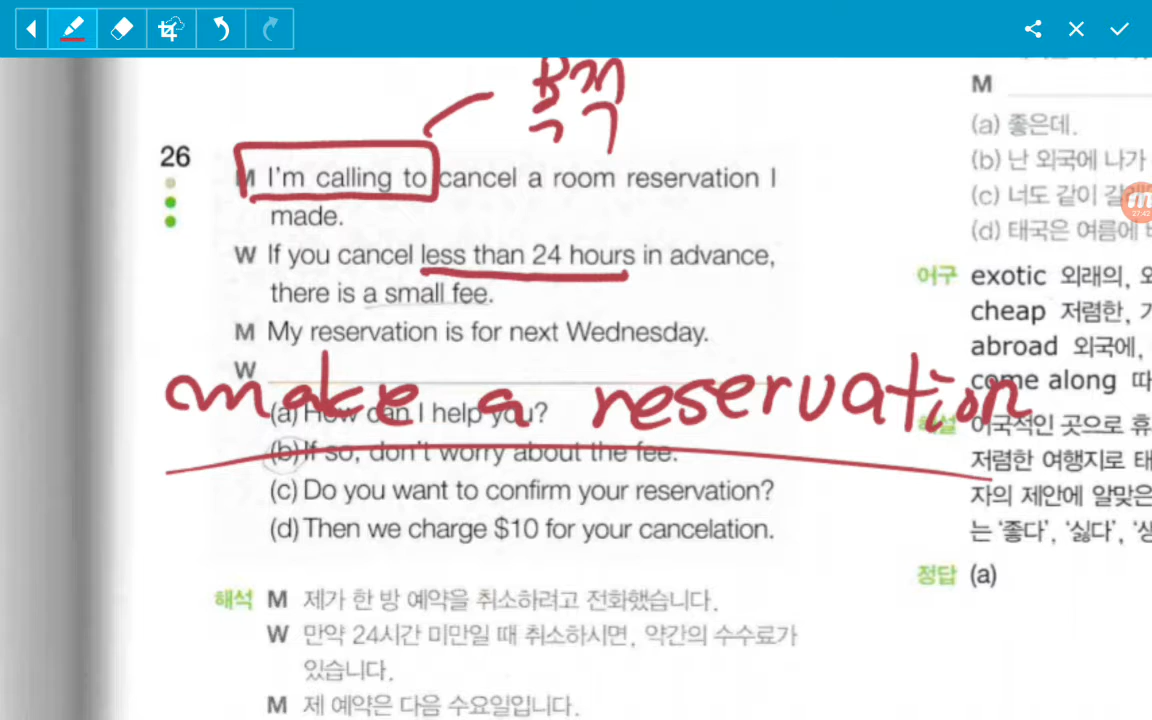 목적
26
M I'm calling to cancel a room reservation I
made.
W If you cancel less than 24 hours in advance,
there is a small fee.
M My reservation is for next Wednesday.
W
make a reservation
(a) How can I help you?
(b) If so, don't worry about the fee.
(c) Do you want to confirm your reservation?
(d) Then we charge $10 for your cancelation.
해석 M 제가 한 방 예약을 취소하려고 전화했습니다.
W 만약 24시간 미만일 때 취소하시면, 약간의 수수료가
있습니다.
M 제 예약은 다음 수요일입니다.
M
(a) 좋은데.
(b) 난 외국에 나가
(c) 너도 같이 갈
(d) 태국은 여름에
어구 exotic 외래의,
cheap 저렴한,
abroad 외국에,
come along
해설 이국적인 곳으로 휴
저렴한 여행지로 태
자의 제안에 알맞은
는 '좋다', '싫다',
정답 (a)
27:43